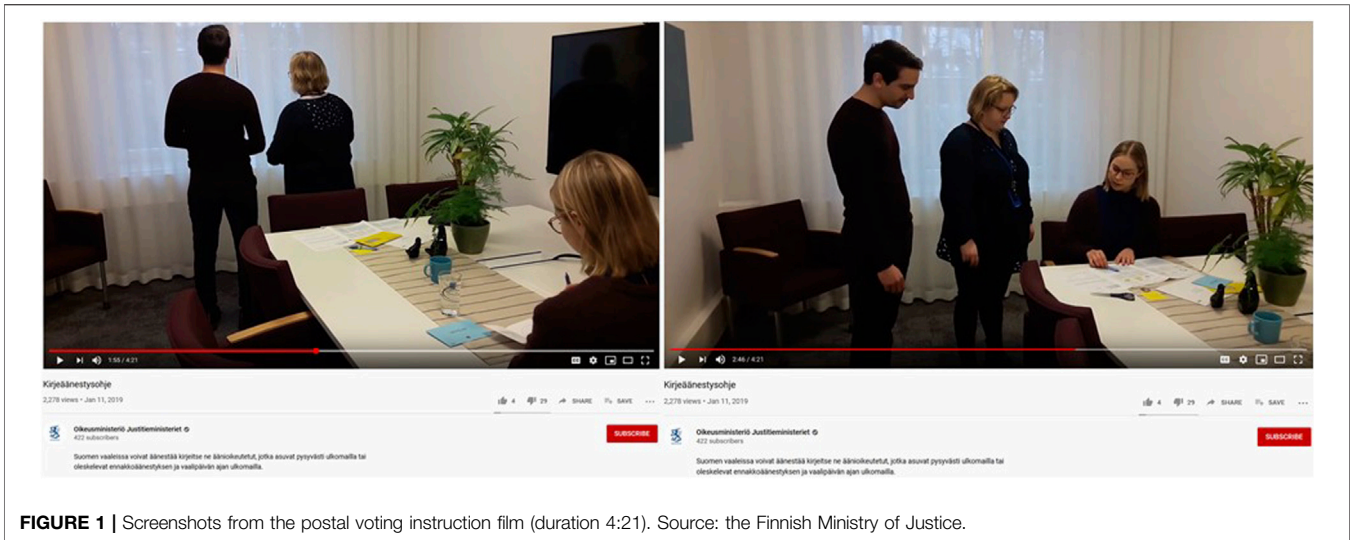 1:55 / 4:21
Kirjeäänestysohje
2,278 views • Jan 11, 2019
4
29
SHARE
SAVE
Oikeusministeriö Justitieministeriet
422 subscribers
SUBSCRIBE
Suomen vaaleissa voivat äänestää kirjeitse ne äänioikeutetut, jotka asuvat pysyvästi ulkomailla tai
oleskelevat ennakkoäänestyksen ja vaalipäivän ajan ulkomailla.
2:46 / 4:21
Kirjeäänestysohje
2,278 views • Jan 11, 2019
4
29
SHARE
SAVE
Oikeusministeriö Justitieministeriet
422 subscribers
SUBSCRIBE
Suomen vaaleissa voivat äänestää kirjeitse ne äänioikeutetut, jotka asuvat pysyvästi ulkomailla tai
oleskelevat ennakkoäänestyksen ja vaalipäivän ajan ulkomailla.
FIGURE 1 | Screenshots from the postal voting instruction film (duration 4:21). Source: the Finnish Ministry of Justice.